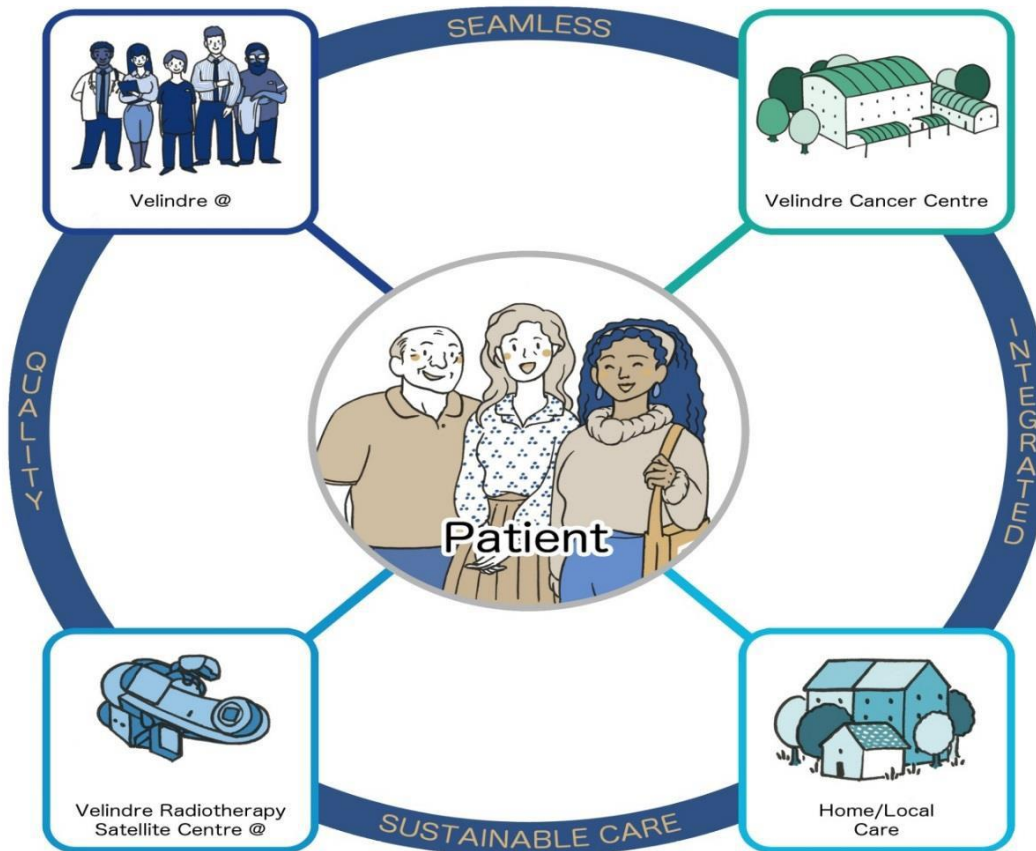 SEAMLESS
Velindre @
Velindre Cancer Centre
QUALITY
INTEGRATED
Patient
Velindre Radiotherapy
Satellite Centre @
Home/Local
Care
SUSTAINABLE CARE